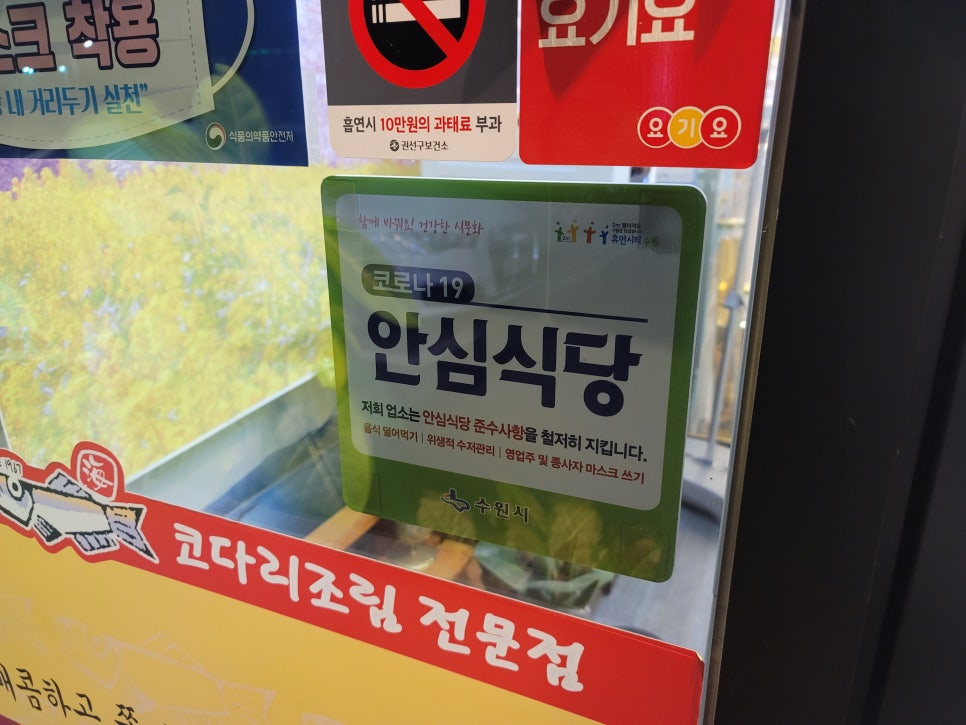 스크 착용
내 거리두기 실천"
식품의약품안전처
흡연시 10만원의 과태료 부과
권선구보건소
요기요
요기요
함께 바꿔요! 건강한 식문화
2m
휴먼시티 수원
코로나 19
안심식당
저희 업소는 안심식당 준수사항을 철저히 지킵니다.
음식 덜어먹기 | 위생적 수저관리 | 영업주 및 종사자 마스크 쓰기
수원시
1967
海
코다리조림 전문점
콤하고